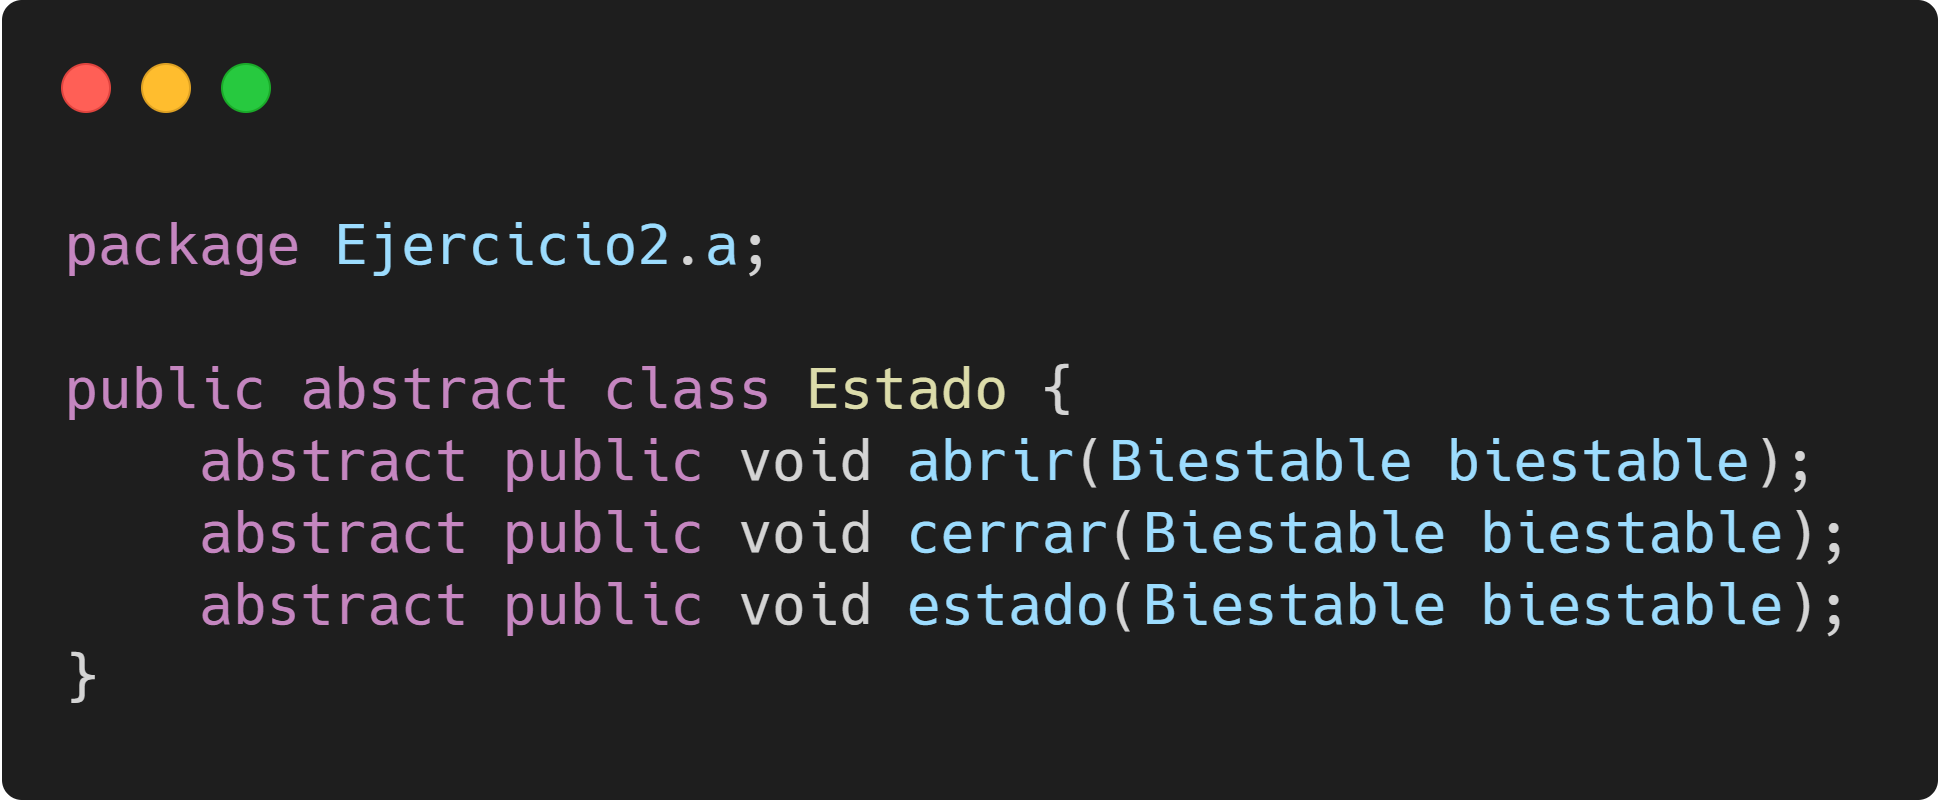 package Ejercicio2.a;
public abstract class Estado {
    abstract public void abrir(Biestable biestable);
    abstract public void cerrar(Biestable biestable);
    abstract public void estado(Biestable biestable);
}